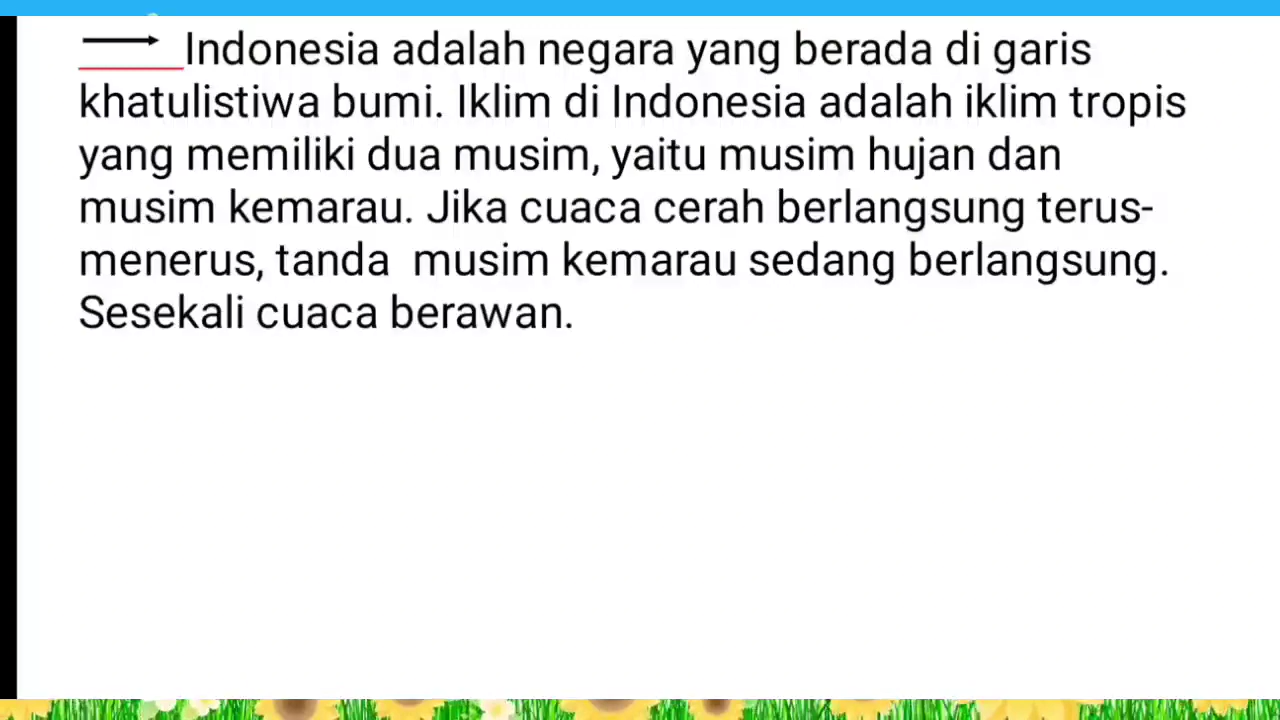 Indonesia adalah negara yang berada di garis
khatulistiwa bumi. Iklim di Indonesia adalah iklim tropis
yang memiliki dua musim, yaitu musim hujan dan
musim kemarau. Jika cuaca cerah berlangsung terus-
menerus, tanda  musim kemarau sedang berlangsung.
Sesekali cuaca berawan.